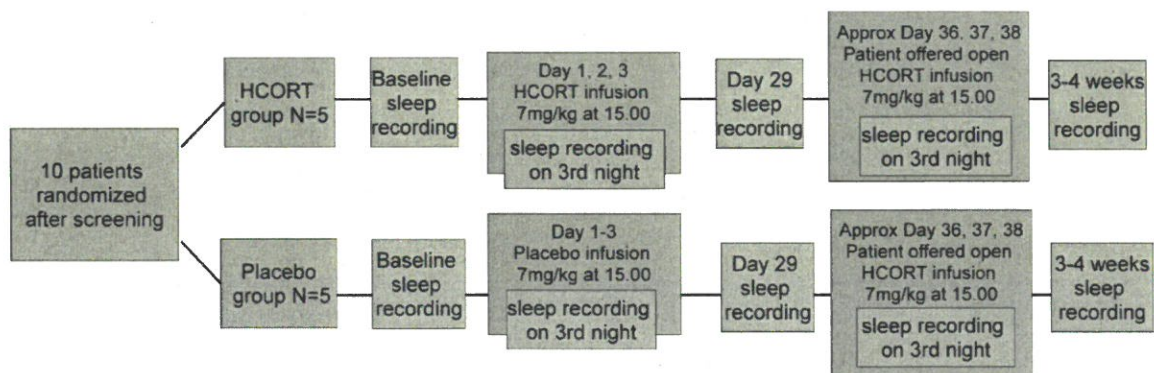 10 patients
randomized
after screening
HCORT
group N=5
Baseline
sleep
recording
Day 1, 2, 3
HCORT infusion
7mg/kg at 15.00
sleep recording
on 3rd night
Day 29
sleep
recording
Approx Day 36. 37, 38
Patient offered open
HCORT infusion
7mg/kg at 15.00
sleep recording
on 3rd night
3-4 weeks
sleep
recording
Placebo
group N=5
Baseline
sleep
recording
Day 1-3
Placebo infusion
7mg/kg at 15.00
sleep recording
on 3rd night
Day 29
sleep
recording
Approx Day 36, 37, 38
Patient offered open
HCORT infusion
7mg/kg at 15.00
sleep recording
on 3rd night
3-4 weeks
sleep
recording